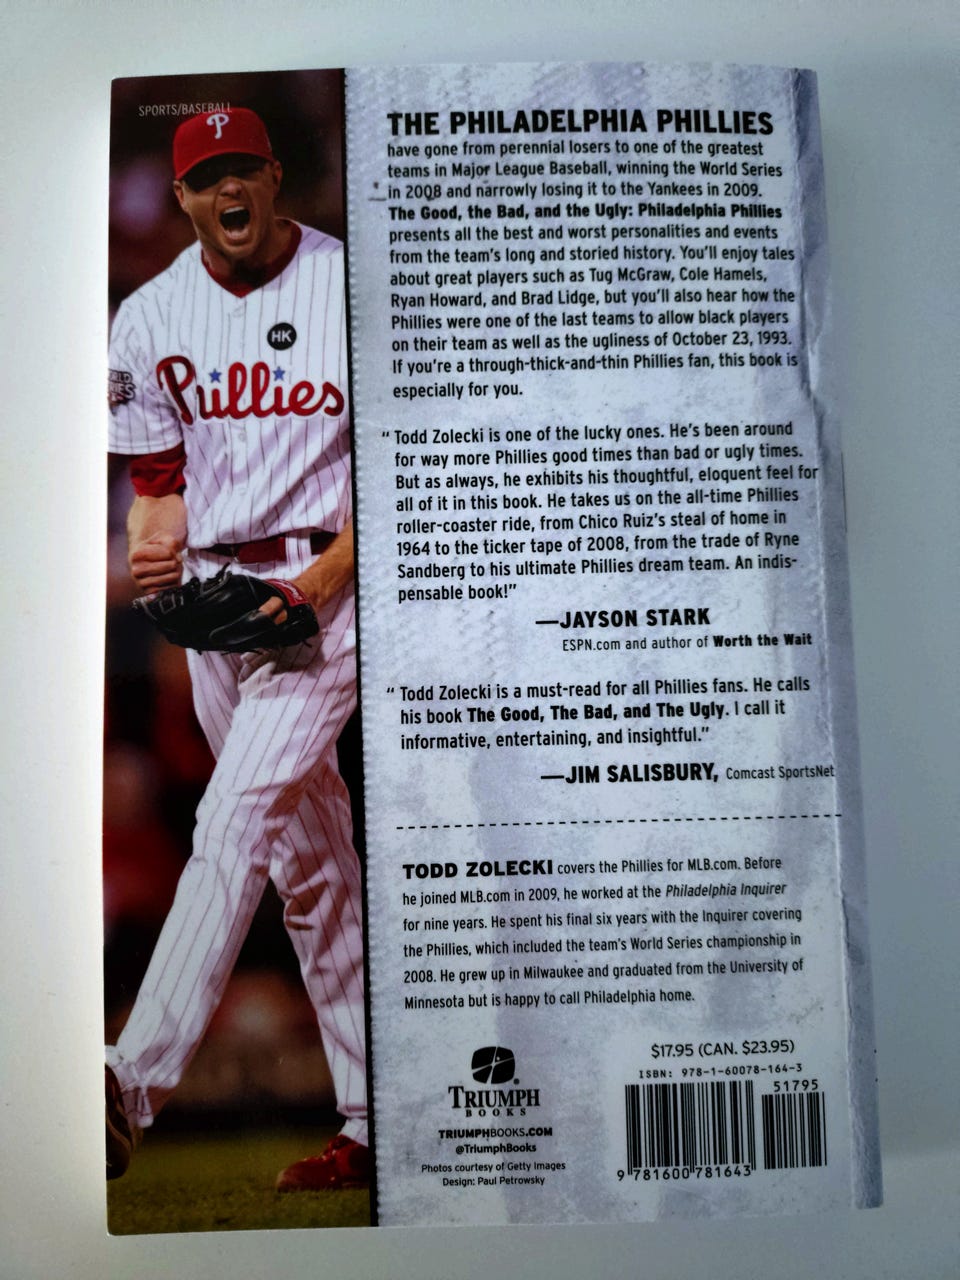 SPORTS/BASEBALL
P
HK
Phillies
THE PHILADELPHIA PHILLIES
have gone from perennial losers to one of the greatest
teams in Major League Baseball, winning the World Series
in 2008 and narrowly losing it to the Yankees in 2009.
The Good, the Bad, and the Ugly: Philadelphia Phillies
presents all the best and worst personalities and events
from the team's long and storied history. You'll enjoy tales
about great players such as Tug McGraw, Cole Hamels,
Ryan Howard, and Brad Lidge, but you'll also hear how the
Phillies were one of the last teams to allow black players
on their team as well as the ugliness of October 23, 1993.
If you're a through-thick-and-thin Phillies fan, this book is
especially for you.
“ Todd Zolecki is one of the lucky ones. He's been around
for way more Phillies good times than bad or ugly times.
But as always, he exhibits his thoughtful, eloquent feel for
all of it in this book. He takes us on the all-time Phillies
roller-coaster ride, from Chico Ruiz's steal of home in
1964 to the ticker tape of 2008, from the trade of Ryne
Sandberg to his ultimate Phillies dream team. An indis-
pensable book!”
—JAYSON STARK
ESPN.com and author of Worth the Wait
“ Todd Zolecki is a must-read for all Phillies fans. He calls
his book The Good, The Bad, and The Ugly. I call it
informative, entertaining, and insightful.”
—JIM SALISBURY, Comcast SportsNet
TODD ZOLECKI covers the Phillies for MLB.com. Before
he joined MLB.com in 2009, he worked at the Philadelphia Inquirer
for nine years. He spent his final six years with the Inquirer covering
the Phillies, which included the team's World Series championship in
2008. He grew up in Milwaukee and graduated from the University of
Minnesota but is happy to call Philadelphia home.
TRIUMPH
BOOKS
TRIUMPHBOOKS.COM
@TriumphBooks
Photos courtesy of Getty Images
Design: Paul Petrowsky
$17.95 (CAN. $23.95)
ISBN: 978-1-60078-164-3
51795
9 781600 781643